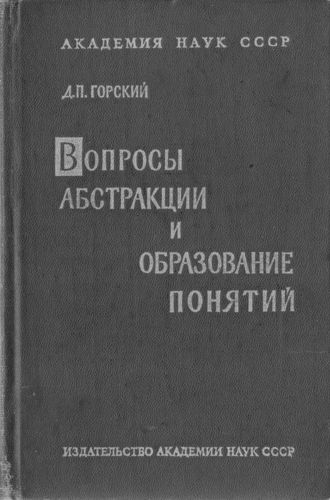 АКАДЕМИЯ НАУК СССР
Д.П. ГОРСКИЙ
ВОПРОСЫ
АБСТРАКЦИИ
И
ОБРАЗОВАНИЕ
ПОНЯТИЙ
ИЗДАТЕЛЬСТВО АКАДЕМИИ НАУК СССР